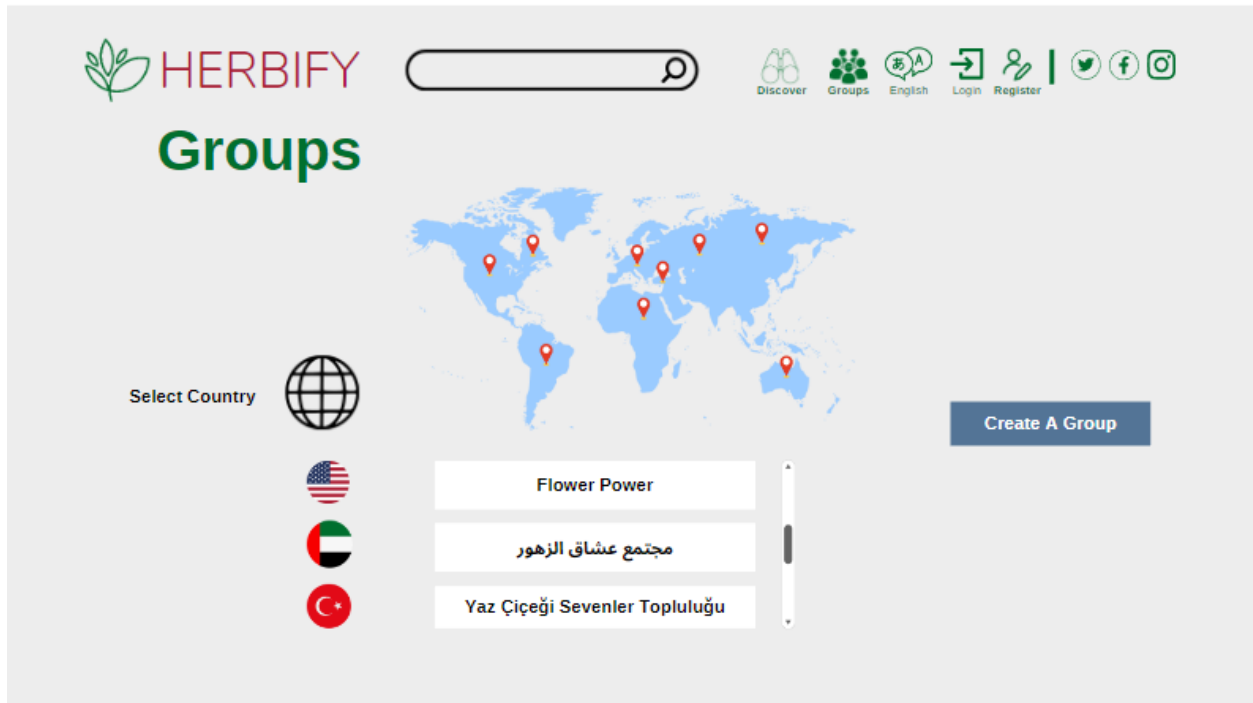 HERBIFY
Discover
Groups
English
Login
Register
Groups
Select Country
Create A Group
Flower Power
مجتمع عشاق الزهور
Yaz Çiçeği Sevenler Topluluğu